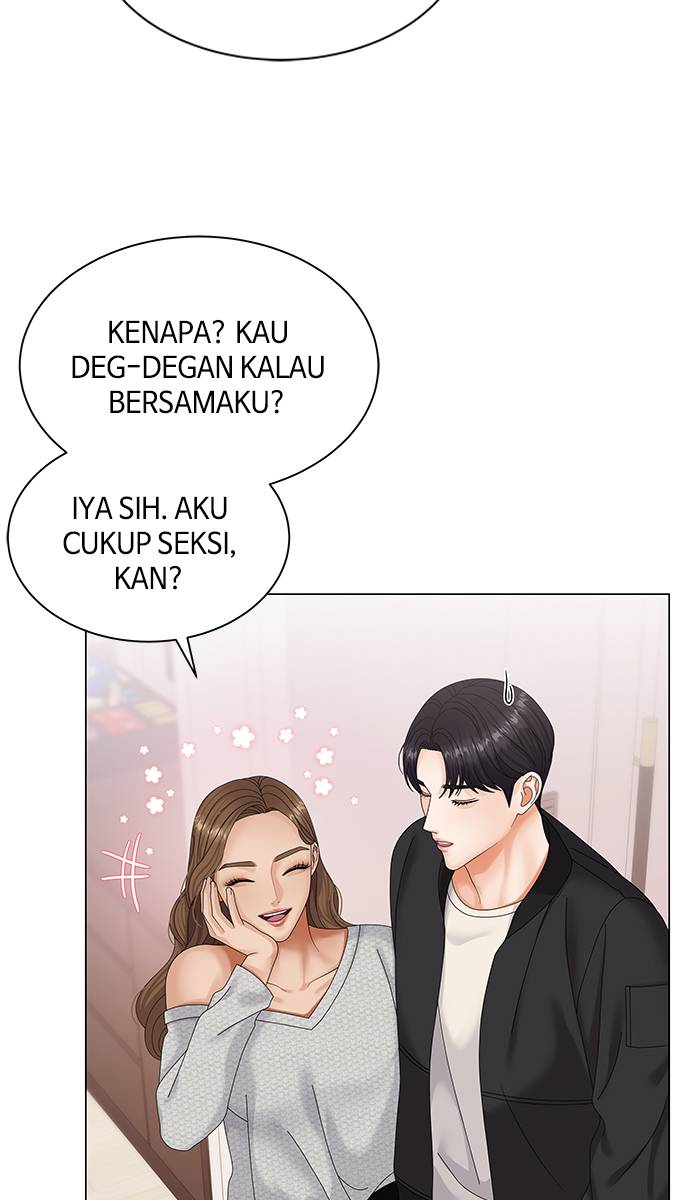 KENAPA? KAU
DEG-DEGAN KALAU
BERSAMAKU?
IYA SIH. AKU
CUKUP SEKSI,
KAN?